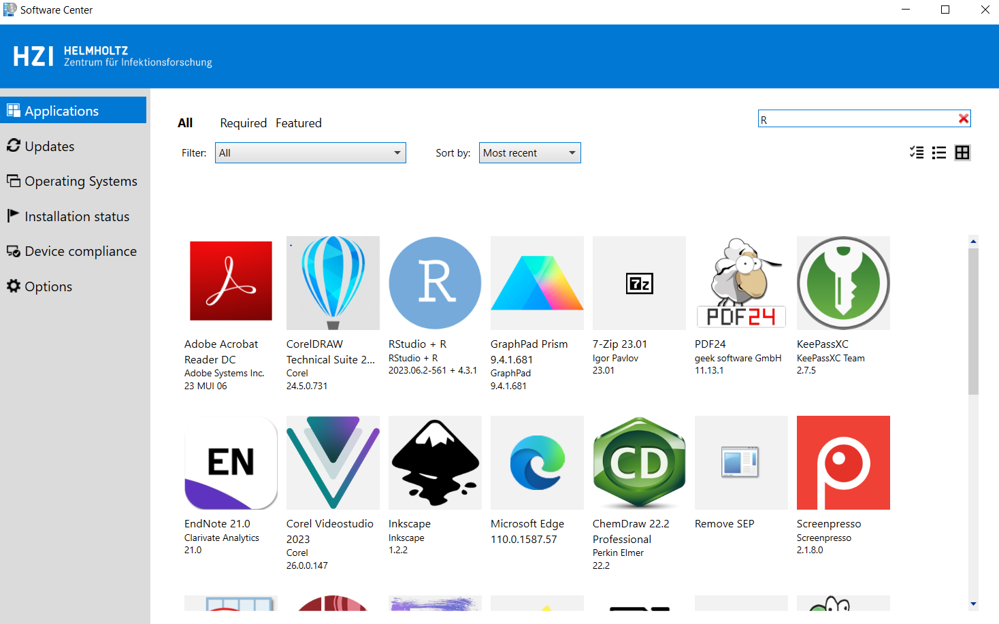 Software Center
HZI HELMHOLTZ
Zentrum für Infektionsforschung
Applications
Updates
Operating Systems
Installation status
Device compliance
Options
All Required Featured
R
Filter: All Sort by: Most recent
Adobe Acrobat
Reader DC
Adobe Systems Inc.
23 MUI 06
CorelDRAW
Technical Suite 2...
Corel
24.5.0.731
R
RStudio + R
RStudio + R
2023.06.2-561 + 4.3.1
GraphPad Prism
9.4.1.681
GraphPad
9.4.1.681
7z
7-Zip 23.01
Igor Pavlov
23.01
PDF24
PDF24
geek software GmbH
11.13.1
KeePassXC
KeePassXC Team
2.7.5
EN
EndNote 21.0
Clarivate Analytics
21.0
Corel Videostudio
2023
Corel
26.0.0.147
Inkscape
Inkscape
1.2.2
Microsoft Edge
110.0.1587.57
CD
ChemDraw 22.2
Professional
Perkin Elmer
22.2
Remove SEP
Screenpresso
Screenpresso
2.1.8.0